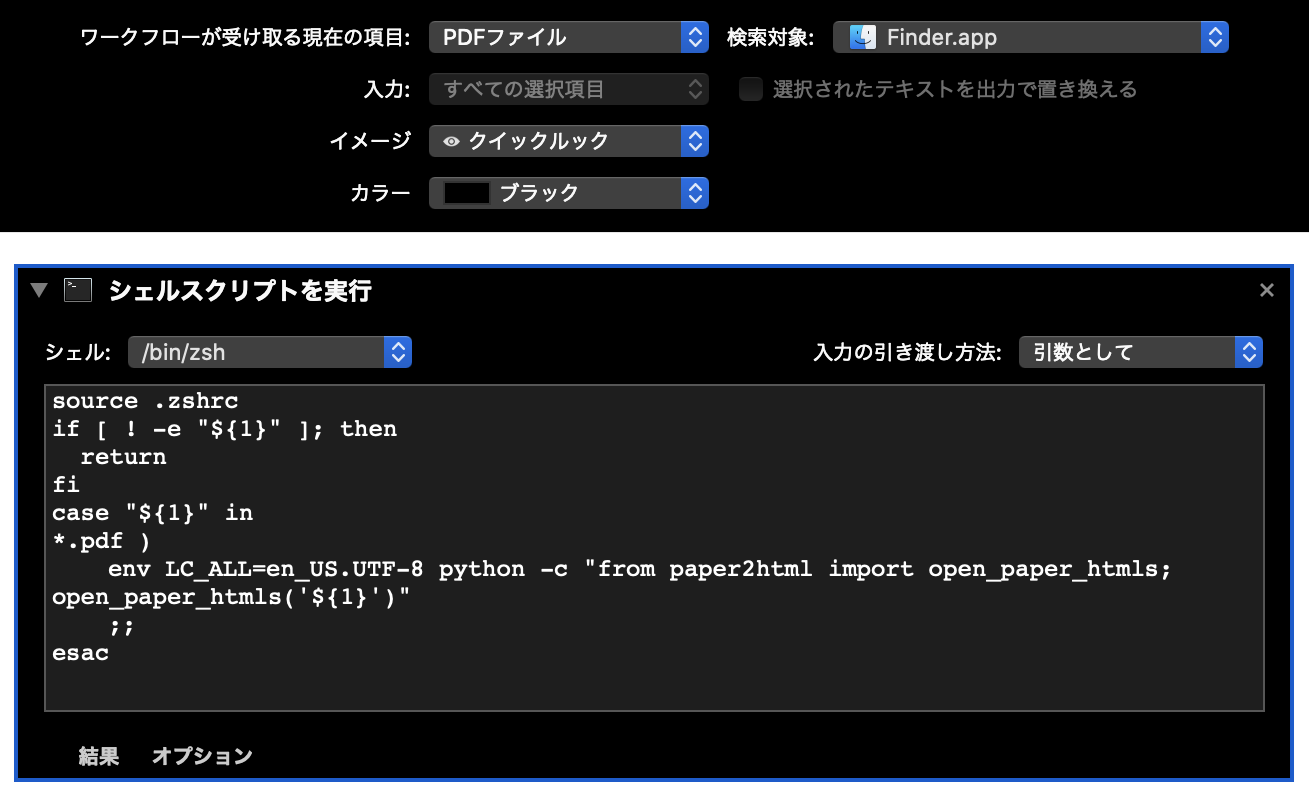 ワークフローが受け取る現在の項目: PDFファイル 検索対象: Finder.app
入力: すべての選択項目 選択されたテキストを出力で置き換える
イメージ クイックルック
カラー ブラック
シェルスクリプトを実行
シェル: /bin/zsh 入力の引き渡し方法: 引数として
source .zshrc
if [ ! -e "${1}" ]; then
  return
fi
case "${1}" in
*.pdf )
    env LC_ALL=en_US.UTF-8 python -c "from paper2html import open_paper_htmls;
open_paper_htmls('${1}')"
    ;;
esac
結果 オプション